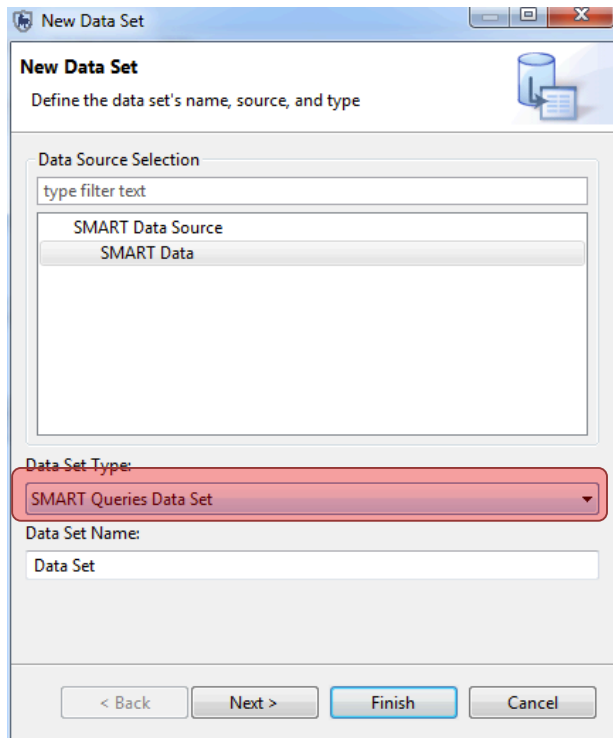 New Data Set
New Data Set
Define the data set's name, source, and type
Data Source Selection
type filter text
SMART Data Source
SMART Data
Data Set Type:
SMART Queries Data Set
Data Set Name:
Data Set
< Back Next > Finish Cancel